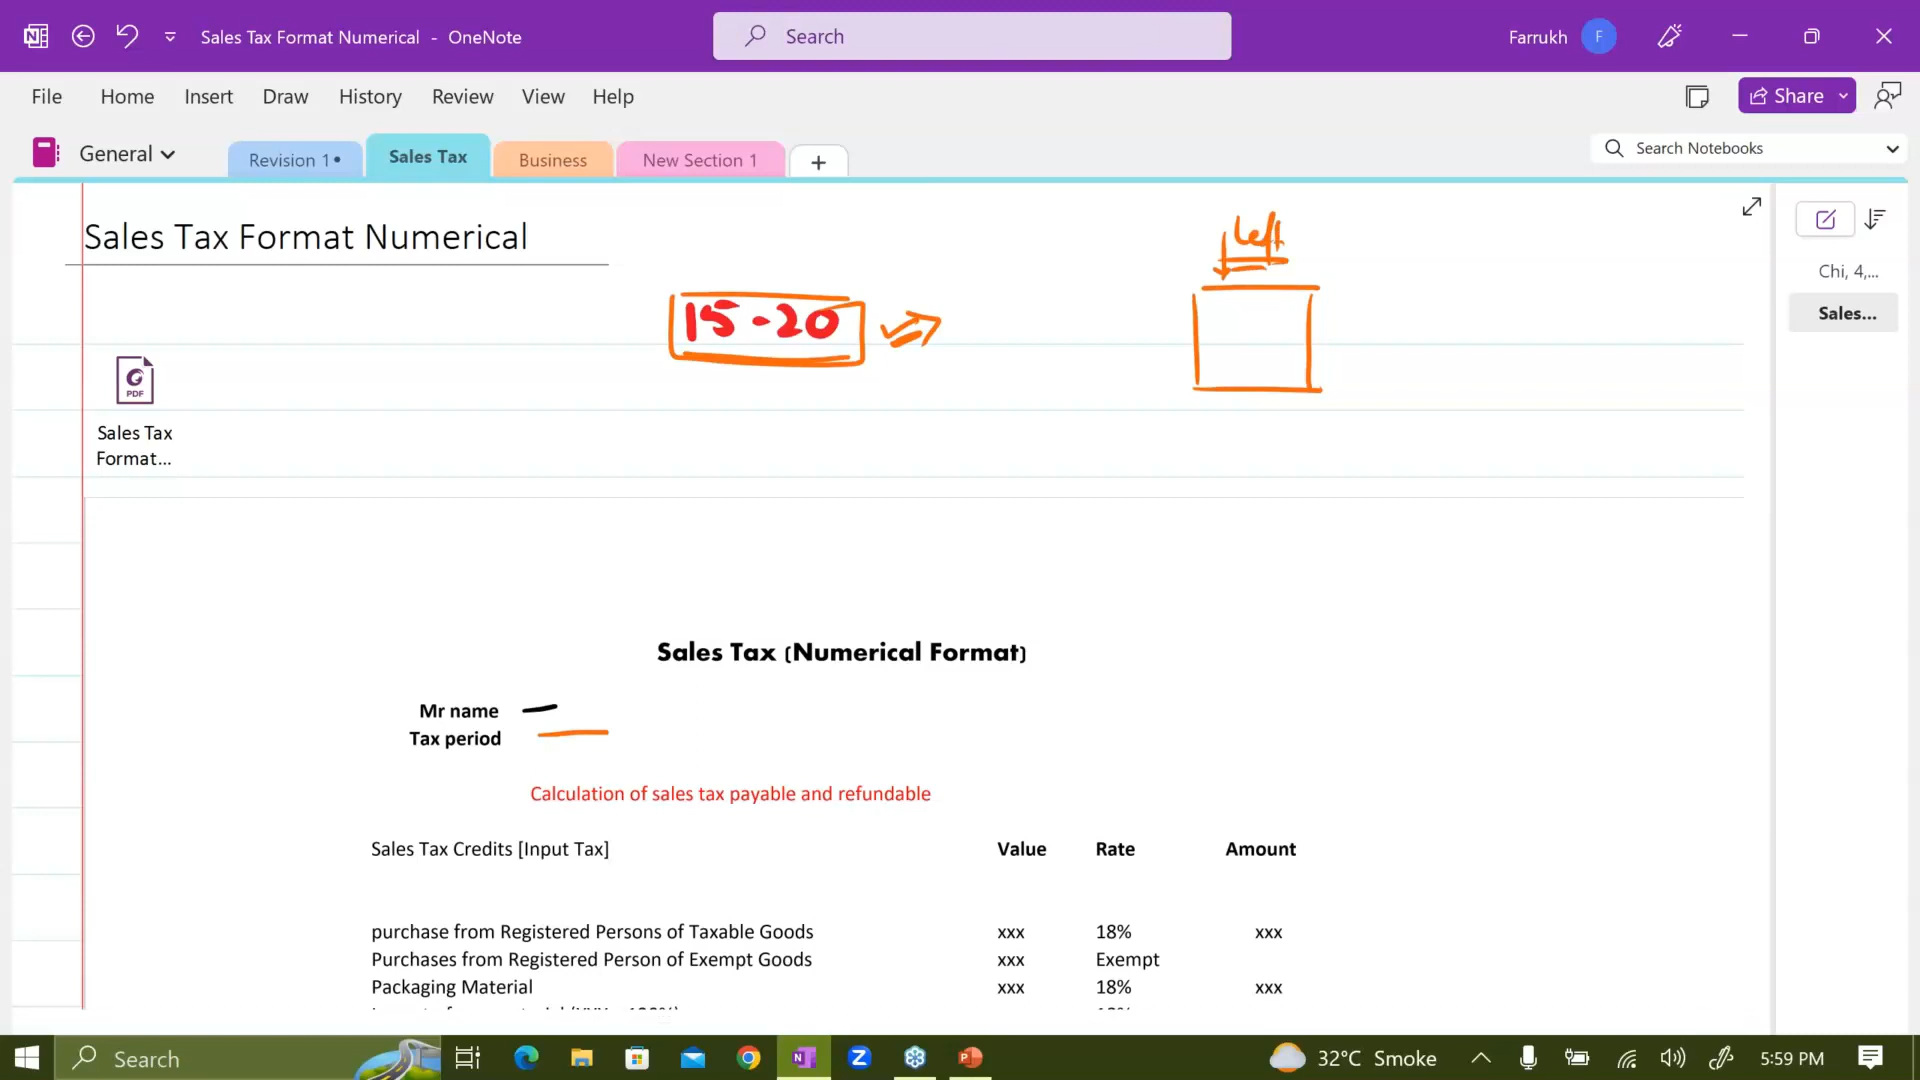 Sales Tax Format Numerical - OneNote
Search
Farrukh
F
File Home Insert Draw History Review View Help
Share
General
Revision 1•
Sales Tax
Business
New Section 1
+
Search Notebooks
Sales Tax Format Numerical
Left
15-20
Chi, 4,...
Sales...
PDF
Sales Tax
Format...
Sales Tax (Numerical Format)
Mr name
Tax period
Calculation of sales tax payable and refundable
Sales Tax Credits [Input Tax] Value Rate Amount
purchase from Registered Persons of Taxable Goods xxx 18% xxx
Purchases from Registered Person of Exempt Goods xxx Exempt
Packaging Material xxx 18% xxx
Search
32°C Smoke
5:59 PM